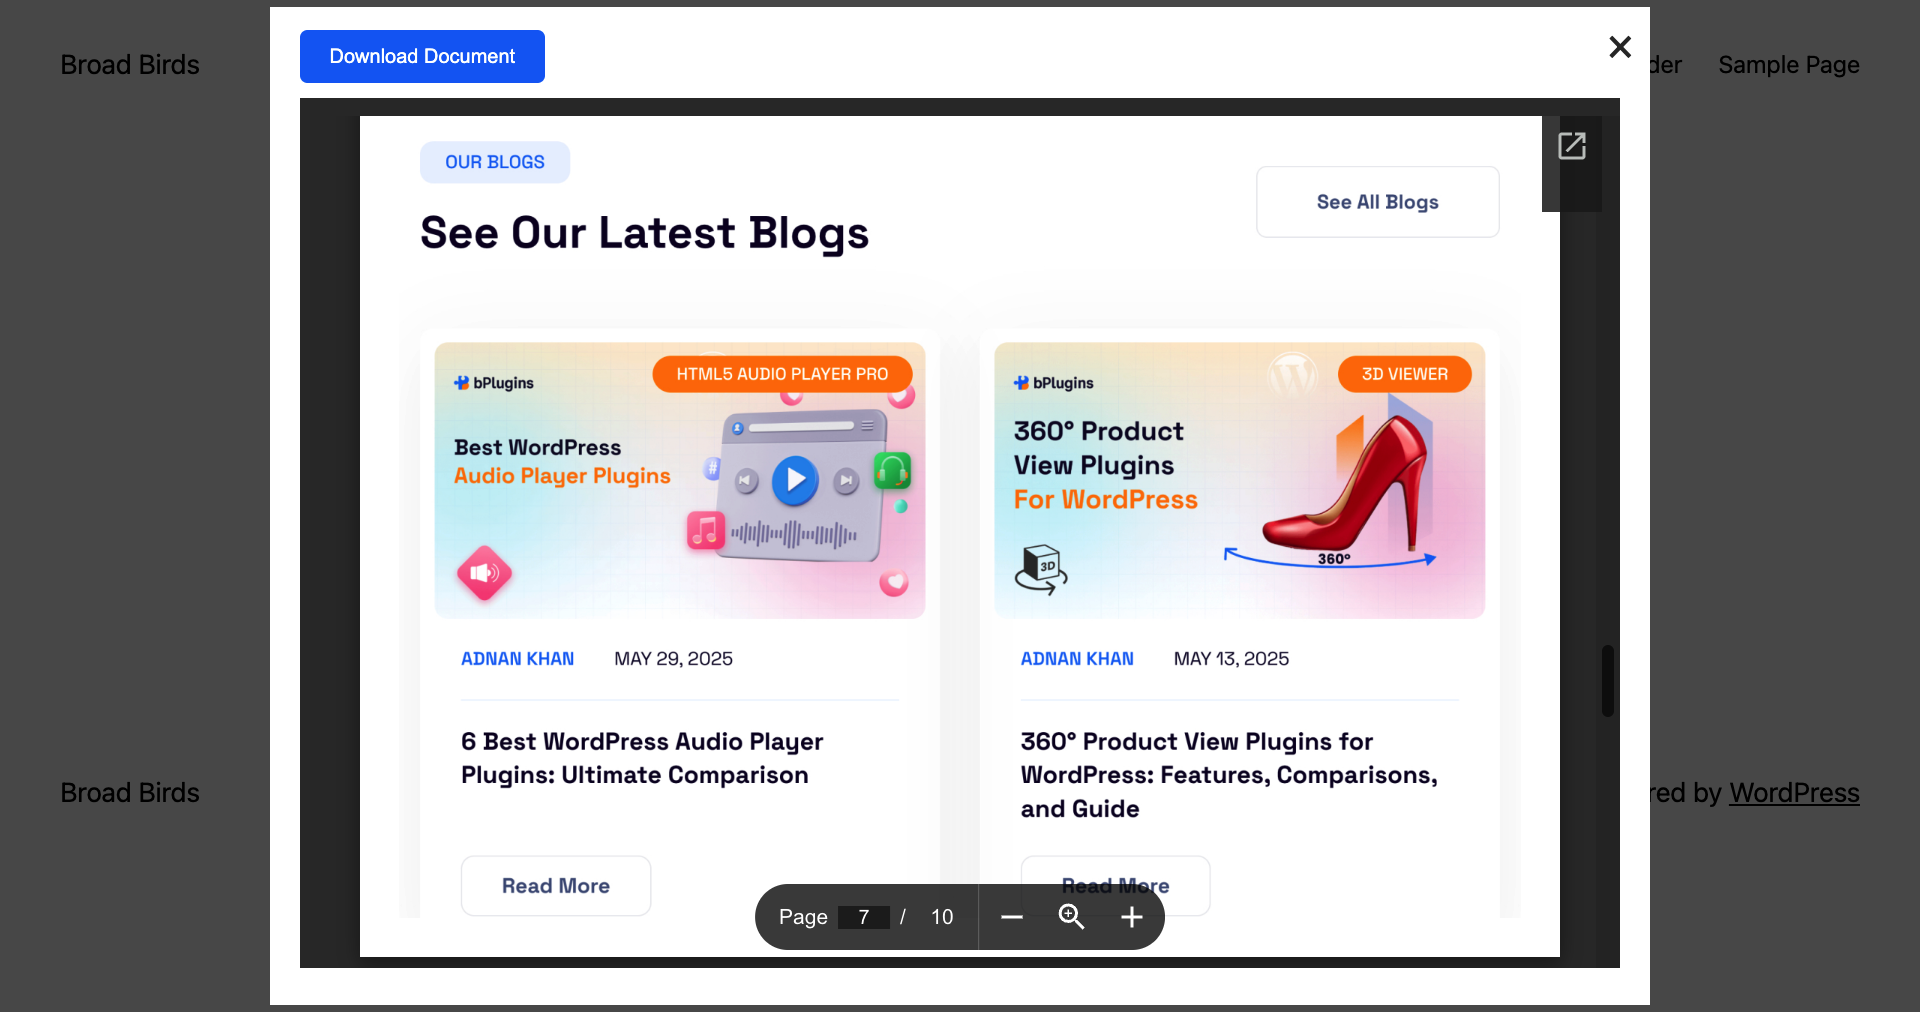 Download Document
Broad Birds
der
Sample Page
OUR BLOGS
See All Blogs
See Our Latest Blogs
bPlugins
HTML5 AUDIO PLAYER PRO
Best WordPress
Audio Player Plugins
#
bPlugins
3D VIEWER
360° Product
View Plugins
For WordPress
3D
360°
ADNAN KHAN MAY 29, 2025
6 Best WordPress Audio Player
Plugins: Ultimate Comparison
Read More
ADNAN KHAN MAY 13, 2025
360° Product View Plugins for
WordPress: Features, Comparisons,
and Guide
Read More
Broad Birds
red by WordPress
Page 7 / 10